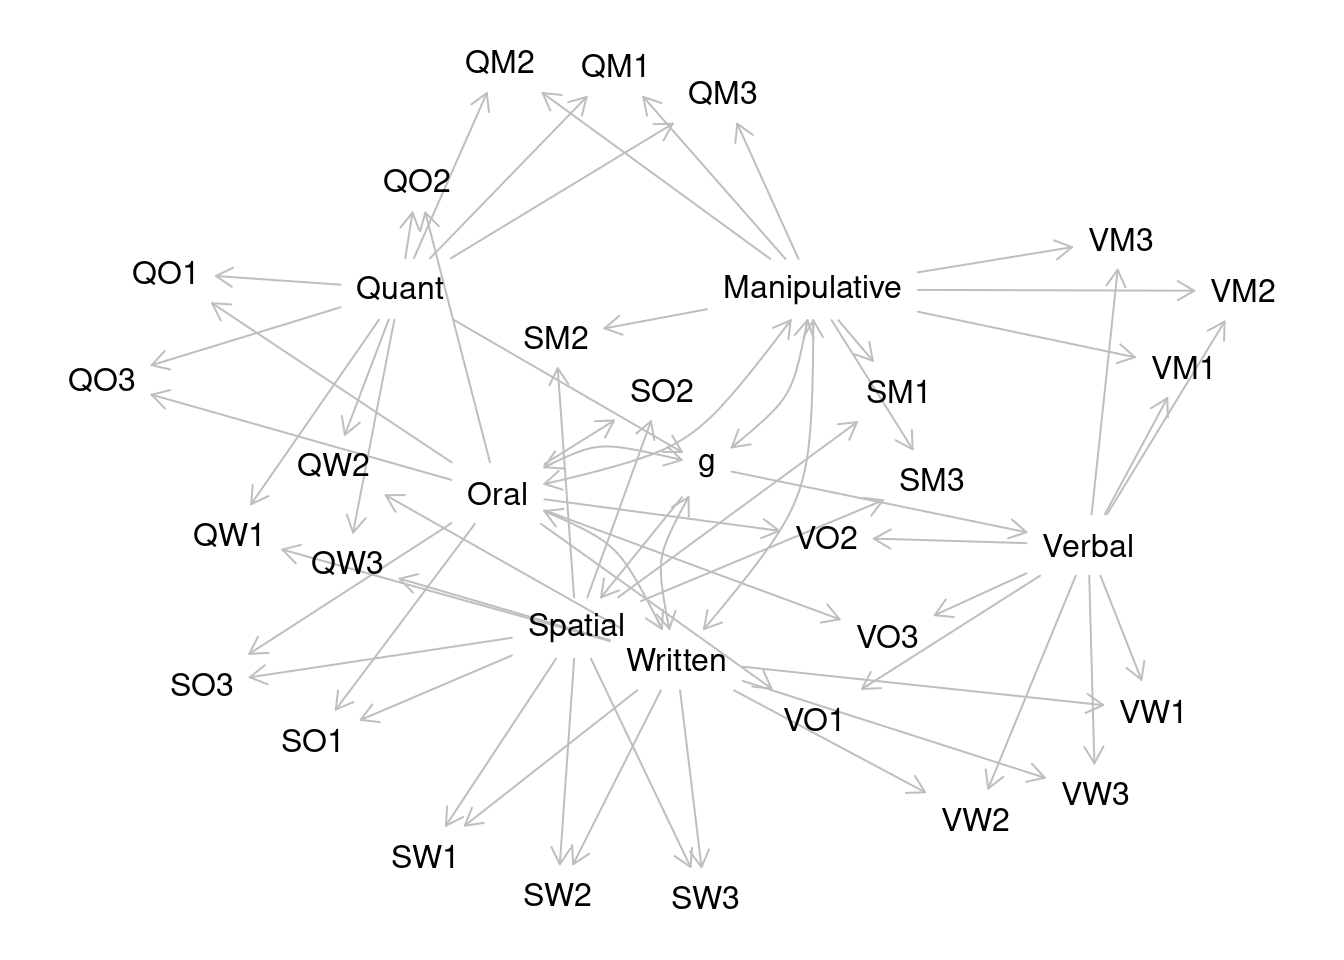 QM2
QM1
QM3
QO2
VM3
QO1
Quant
Manipulative
VM2
SM2
VM1
QO3
SO2
SM1
g
QW2
SM3
Oral
QW1
VO2
Verbal
QW3
Spatial
VO3
Written
SO3
VW1
VO1
SO1
VW3
VW2
SW1
SW2
SW3